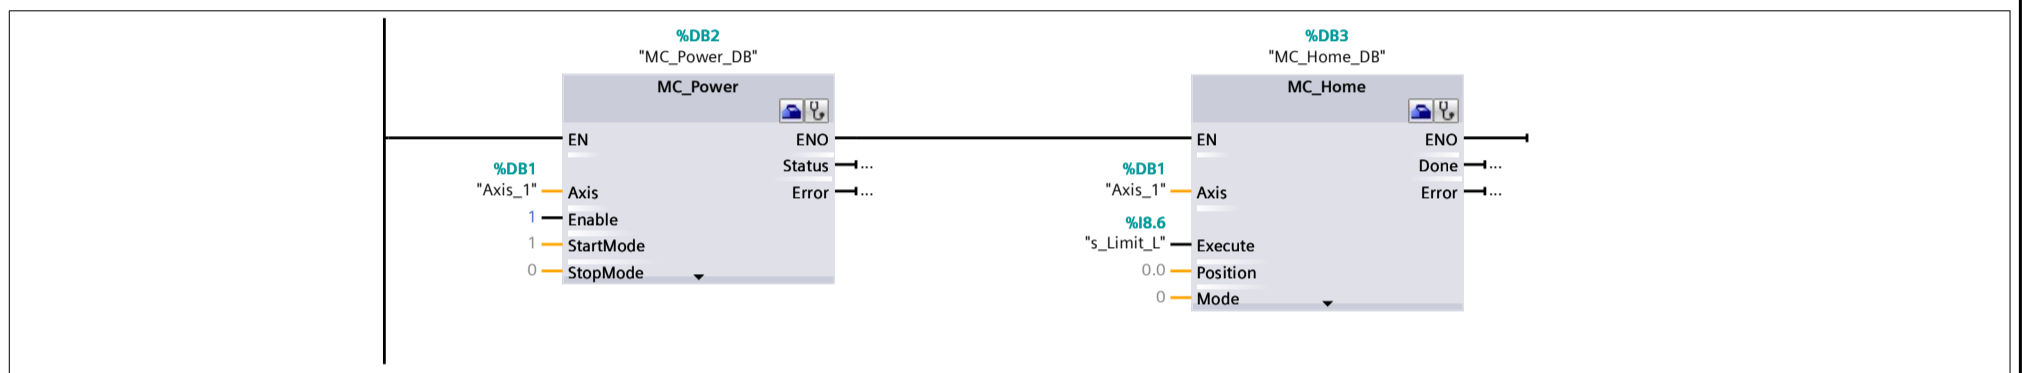 %DB2
"MC_Power_DB"
MC_Power
EN
ENO
Status
...
%DB1
"Axis_1"
Axis
Error
...
1
Enable
1
StartMode
0
StopMode
%DB3
"MC_Home_DB"
MC_Home
EN
ENO
Done
...
%DB1
"Axis_1"
Axis
Error
...
%I8.6
"s_Limit_L"
Execute
0.0
Position
0
Mode